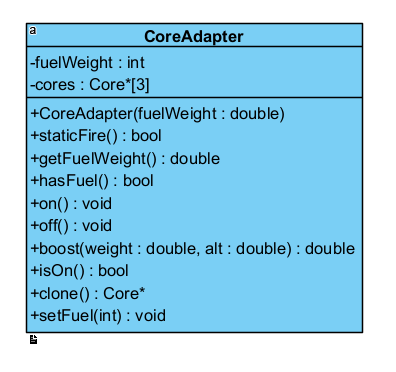 a
CoreAdapter
-fuelWeight : int
-cores : Core*[3]
+CoreAdapter(fuelWeight : double)
+staticFire() : bool
+getFuelWeight() : double
+hasFuel() : bool
+on() : void
+off() : void
+boost(weight : double, alt : double) : double
+isOn() : bool
+clone() : Core*
+setFuel(int) : void